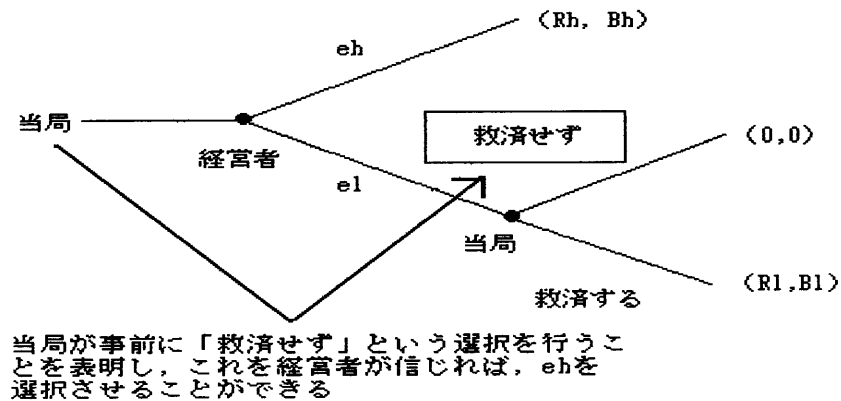 (Rh, Bh)
eh
当局
救済せず
(0,0)
経営者
el
当局
(Rl,Bl)
救済する
当局が事前に「救済せず」という選択を行うこ
とを表明し，これを経営者が信じれば，ehを
選択させることができる